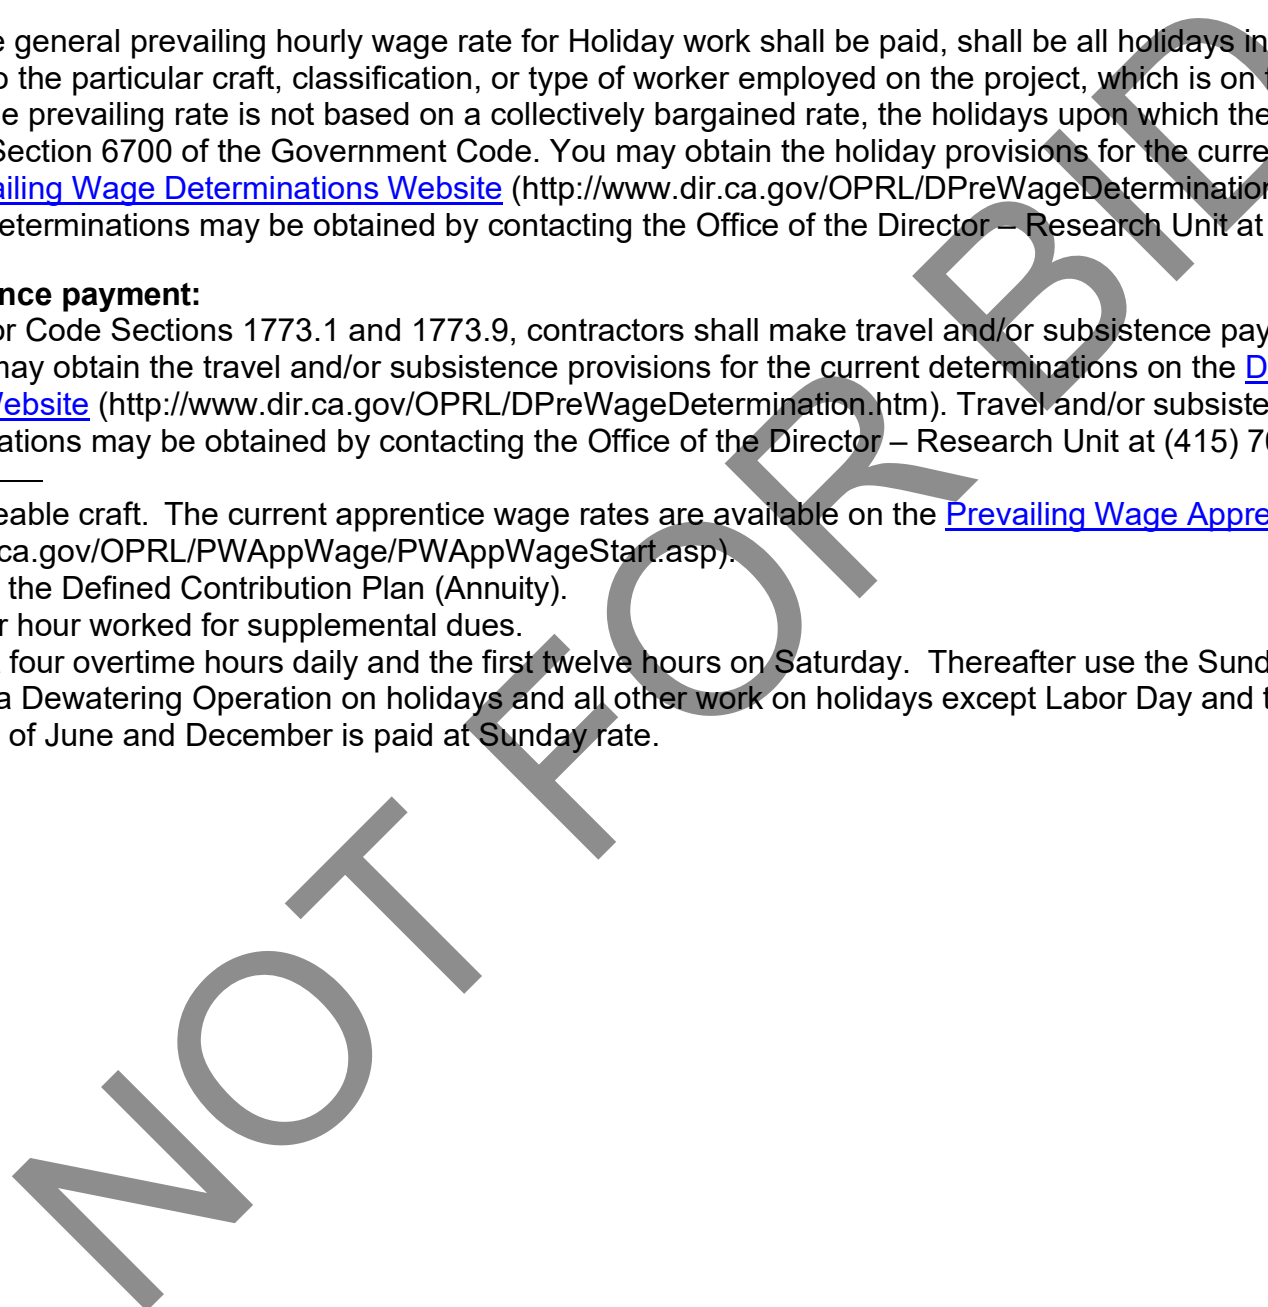 e general prevailing hourly wage rate for Holiday work shall be paid, shall be all holidays in
o the particular craft, classification, or type of worker employed on the project, which is on
e prevailing rate is not based on a collectively bargained rate, the holidays upon which the
Section 6700 of the Government Code. You may obtain the holiday provisions for the curre
ailing Wage Determinations Website (http://www.dir.ca.gov/OPRL/DPreWageDetermination
eterminations may be obtained by contacting the Office of the Director – Research Unit at
nce payment:
or Code Sections 1773.1 and 1773.9, contractors shall make travel and/or subsistence pay
may obtain the travel and/or subsistence provisions for the current determinations on the D
Website (http://www.dir.ca.gov/OPRL/DPreWageDetermination.htm). Travel and/or subsiste
ations may be obtained by contacting the Office of the Director – Research Unit at (415) 70
eable craft.  The current apprentice wage rates are available on the Prevailing Wage Appre
ca.gov/OPRL/PWAppWage/PWAppWageStart.asp).
the Defined Contribution Plan (Annuity).
r hour worked for supplemental dues.
four overtime hours daily and the first twelve hours on Saturday.  Thereafter use the Sund
a Dewatering Operation on holidays and all other work on holidays except Labor Day and t
of June and December is paid at Sunday rate.
NOT FOR BID